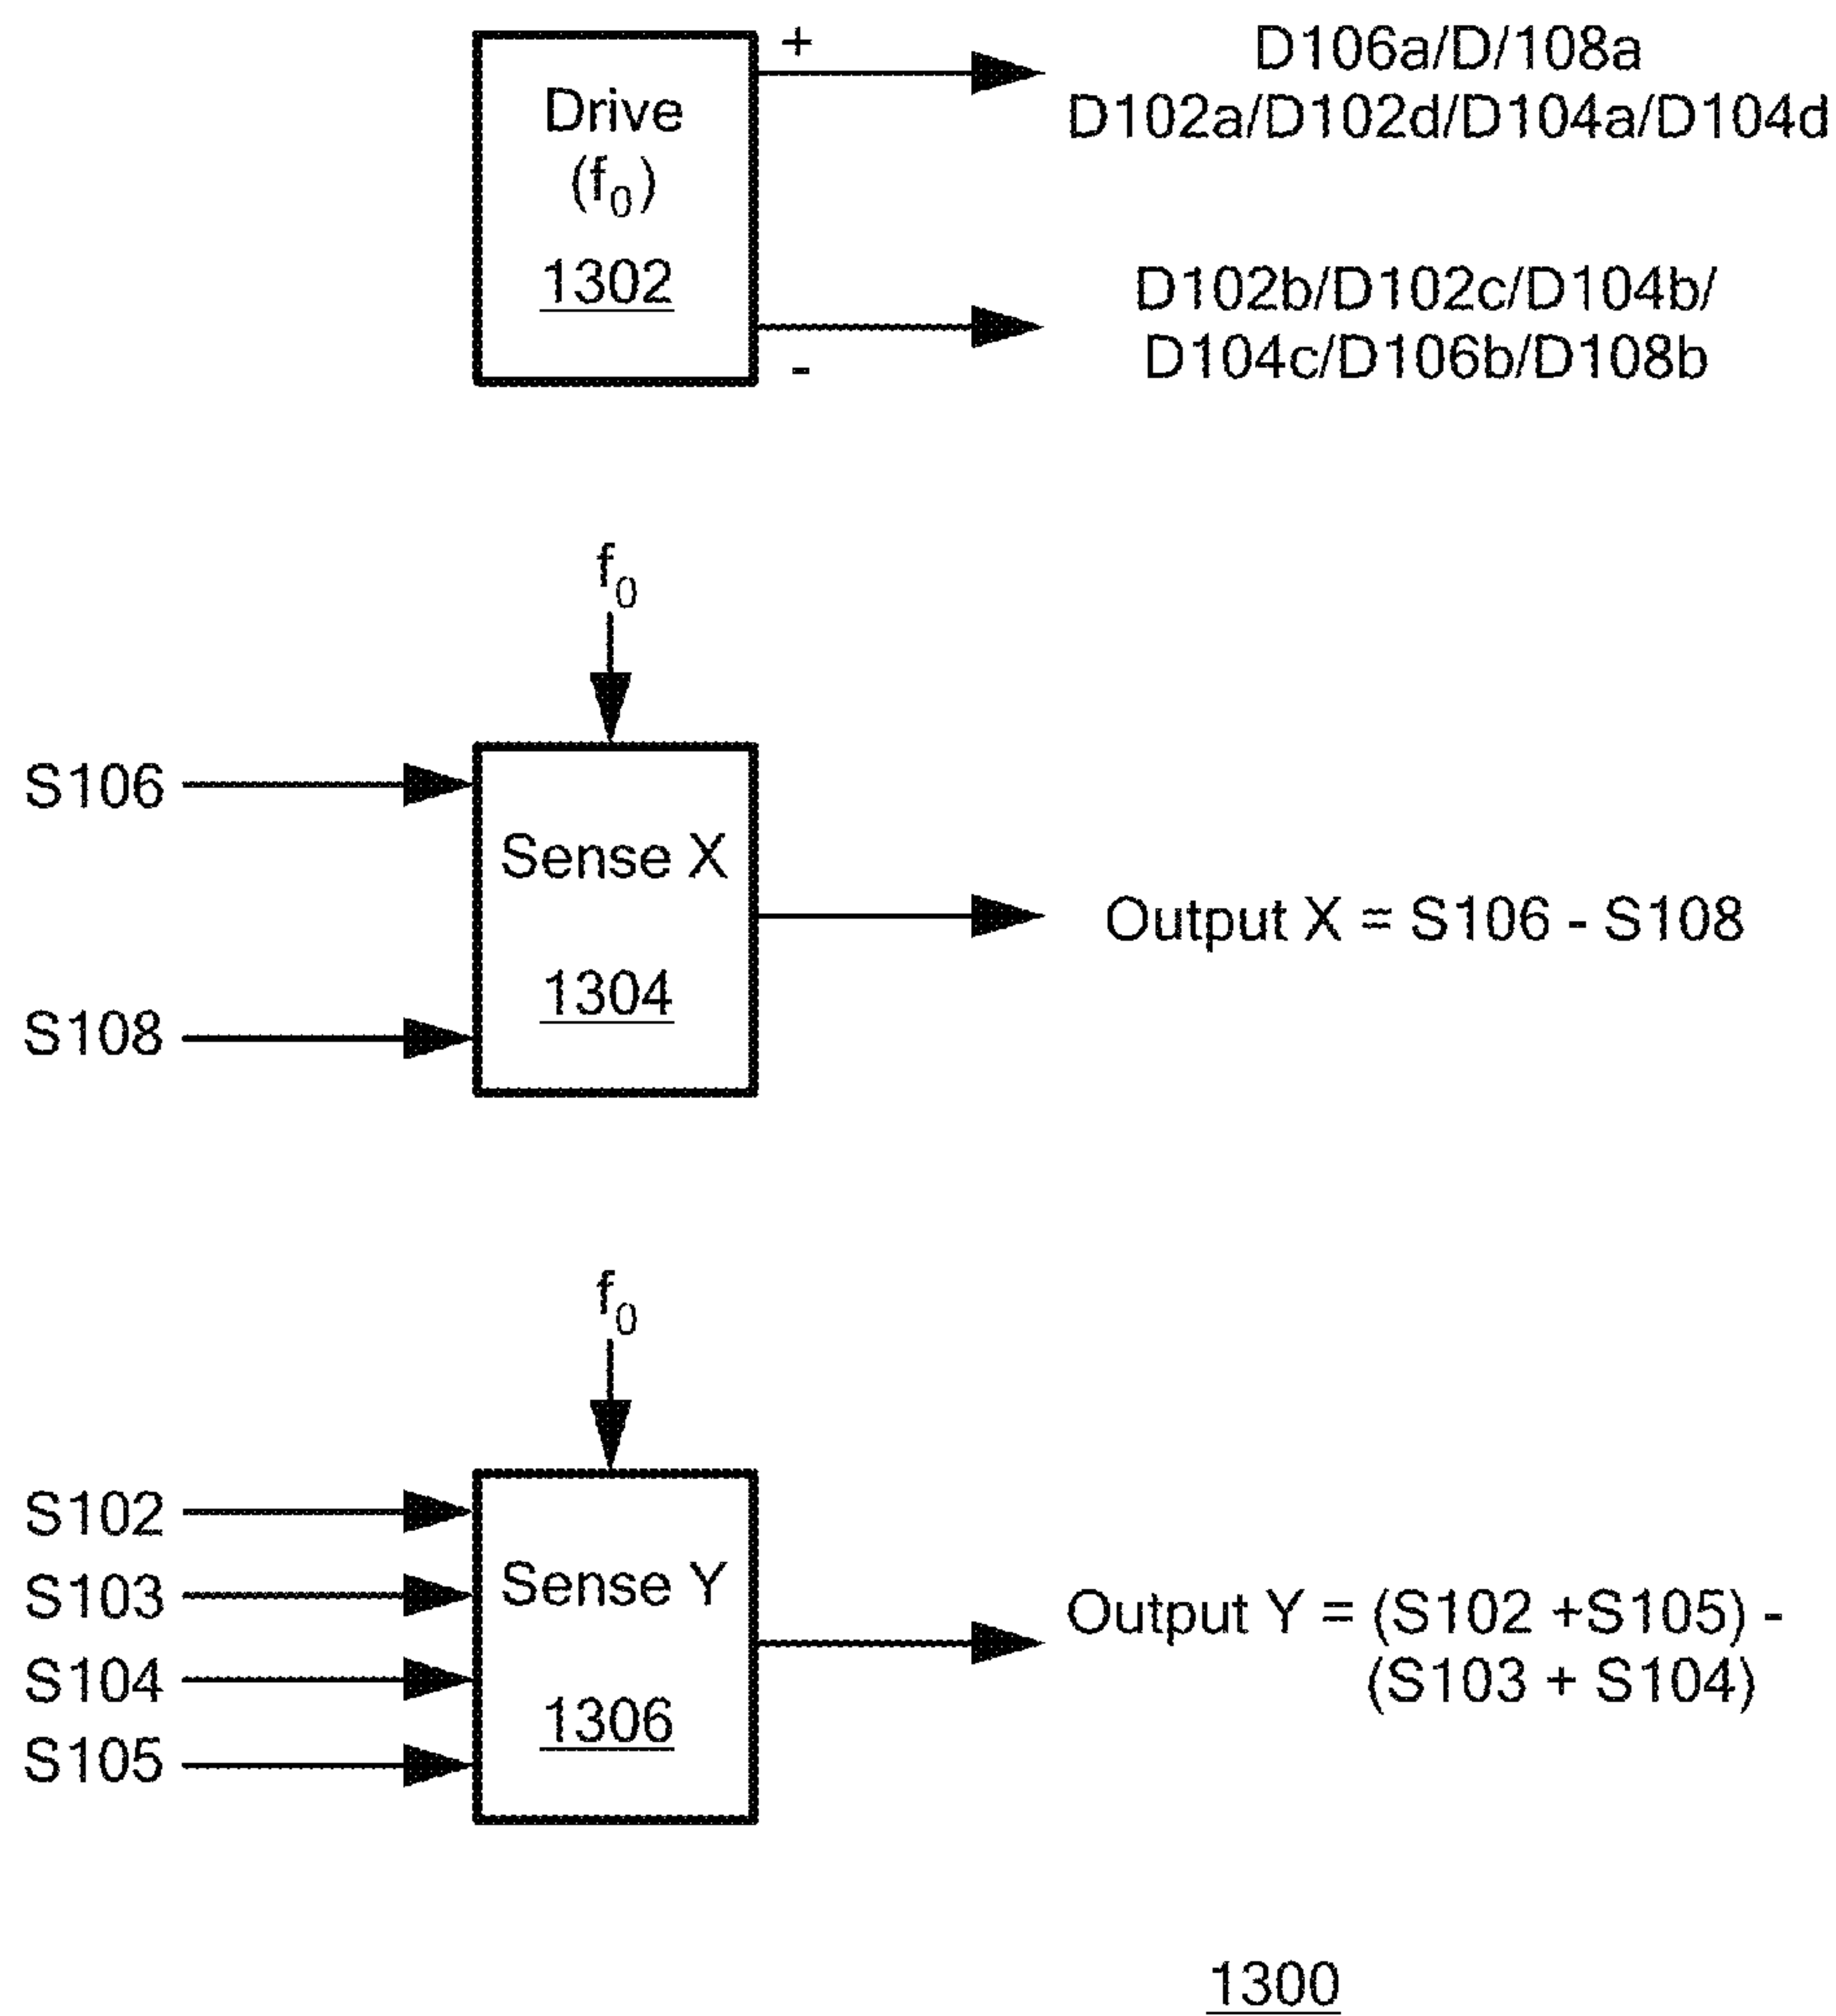 +
D106a/D/108a
D102a/D102d/D104a/D104d
Drive
(f0)
1302
D102b/D102c/D104b/
D104c/D106b/D108b
-
f0
S106
Sense X
Output X = S106 - S108
1304
S108
f0
S102
S103
Sense Y
Output Y = (S102 +S105) -
(S103 + S104)
S104
1306
S105
1300